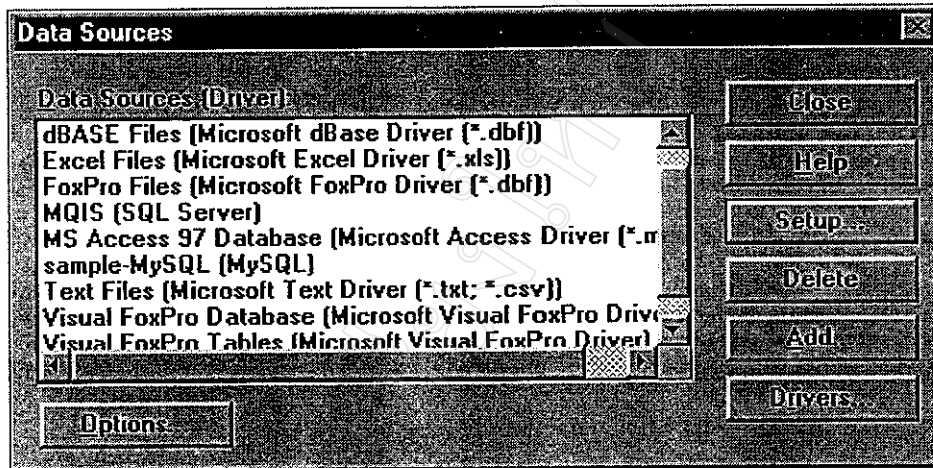 Data Sources
Data Sources (Driver):
dBASE Files (Microsoft dBase Driver (*.dbf))
Excel Files (Microsoft Excel Driver (*.xls))
FoxPro Files (Microsoft FoxPro Driver (*.dbf))
MQIS (SQL Server)
MS Access 97 Database (Microsoft Access Driver (*.m
sample-MySQL (MySQL)
Text Files (Microsoft Text Driver (*.txt; *.csv))
Visual FoxPro Database (Microsoft Visual FoxPro Drive
Visual FoxPro Tables (Microsoft Visual FoxPro Driver)
Close
Help
Setup...
Delete
Add...
Drivers...
Options...